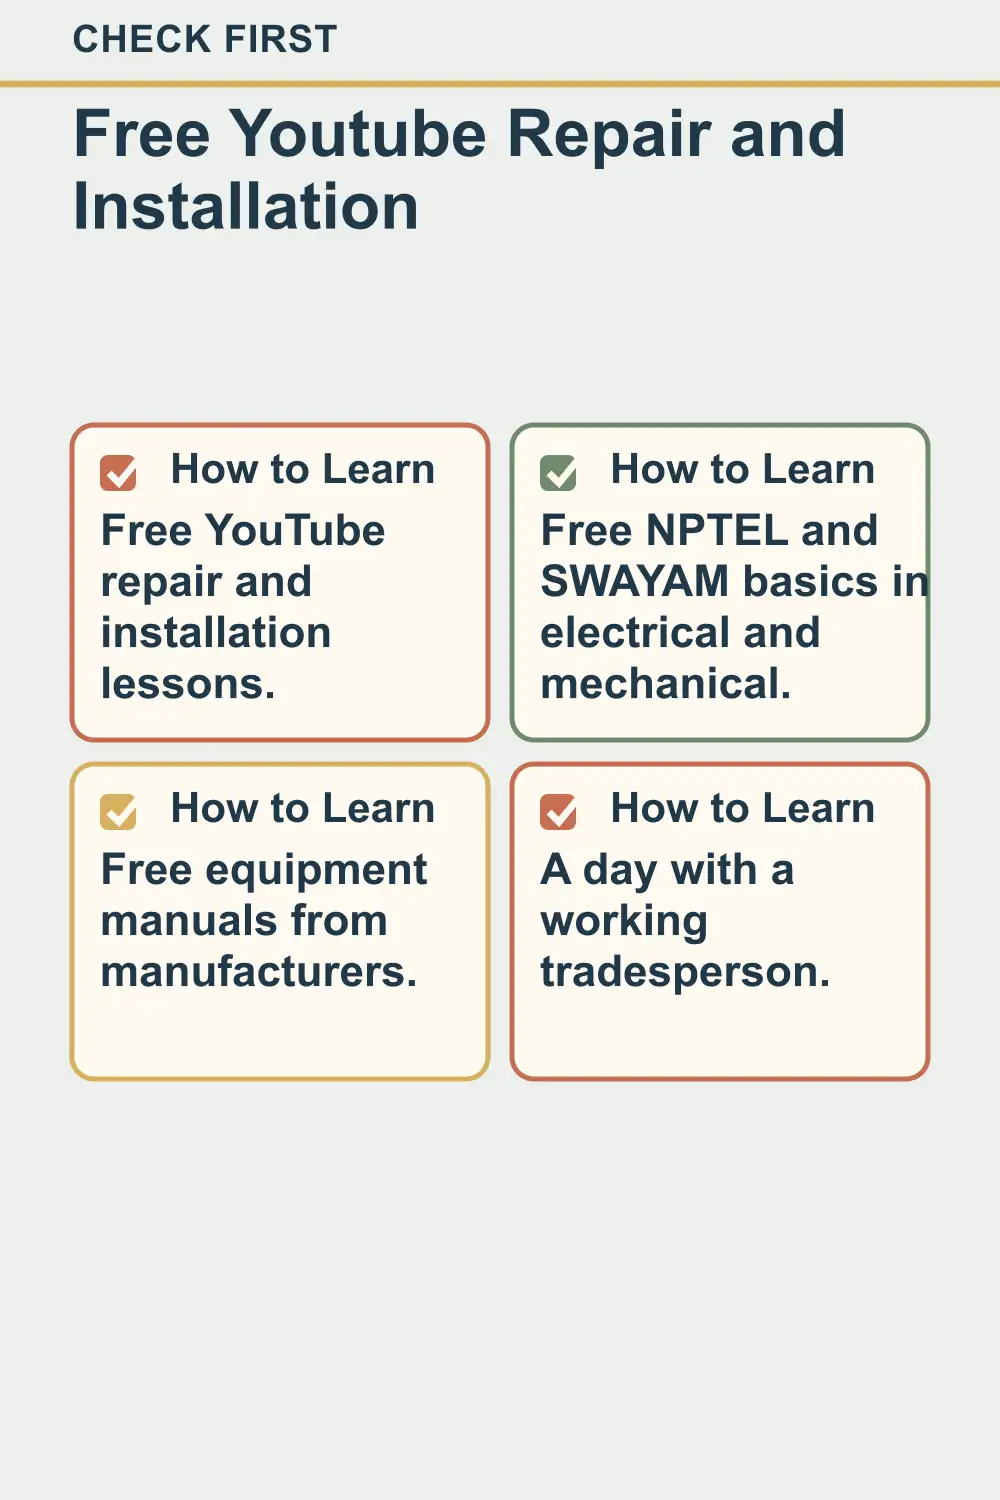 CHECK FIRST
Free Youtube Repair and
Installation
How to Learn
Free YouTube
repair and
installation
lessons.
How to Learn
Free NPTEL and
SWAYAM basics in
electrical and
mechanical.
How to Learn
Free equipment
manuals from
manufacturers.
How to Learn
A day with a
working
tradesperson.